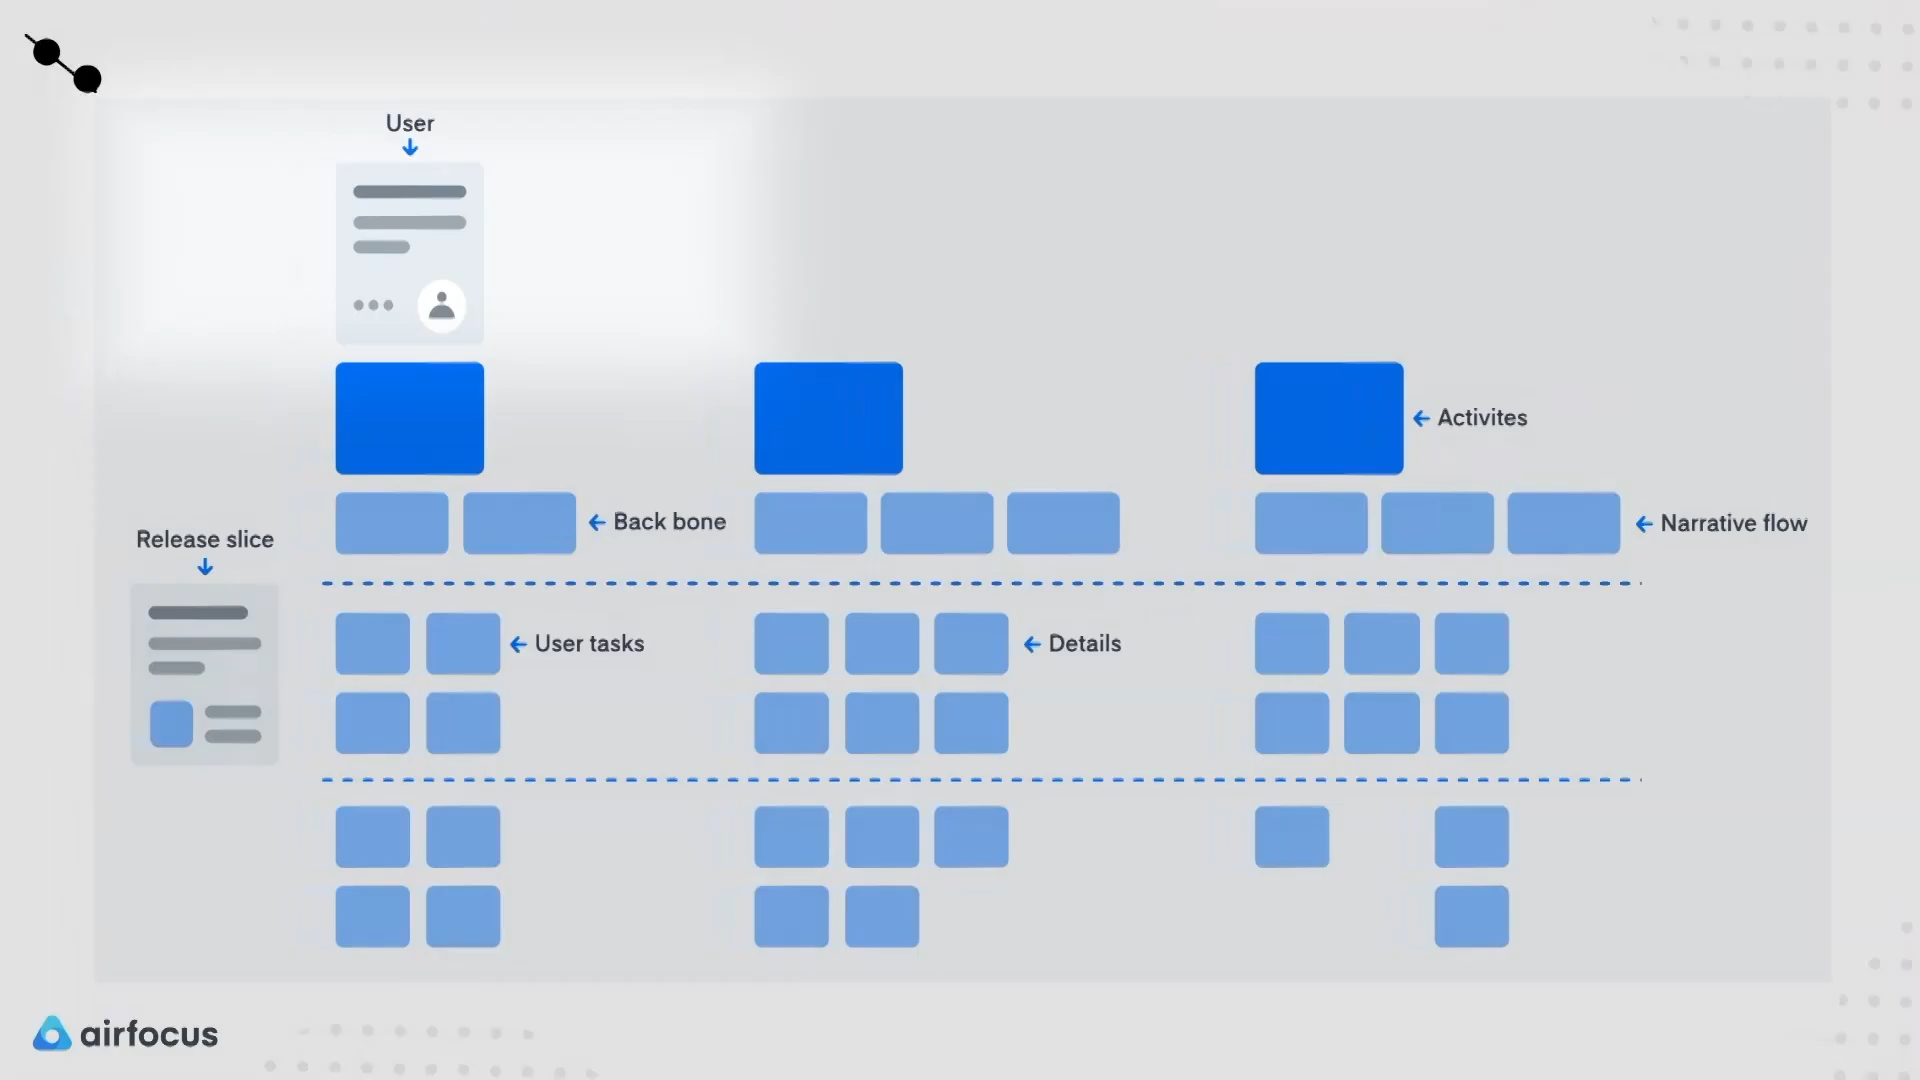 User
Activites
Back bone
Narrative flow
Release slice
User tasks
Details
airfocus